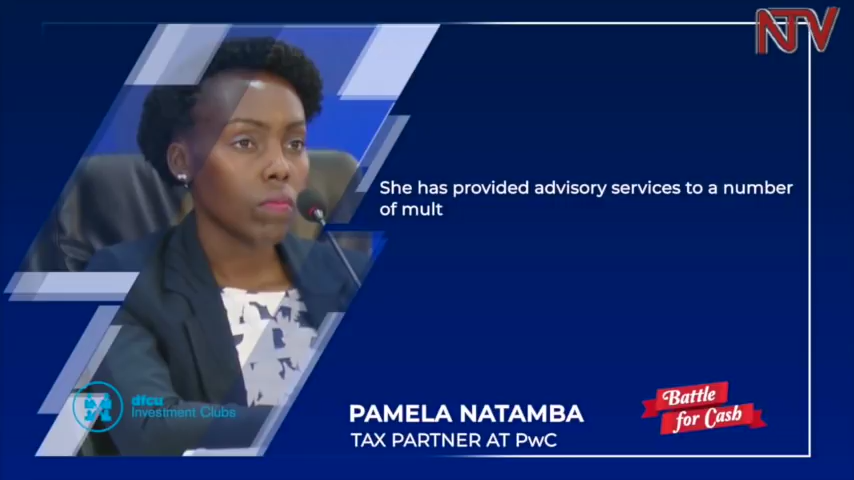 NTV
She has provided advisory services to a number
of mult
dfcu
Investment Clubs
PAMELA NATAMBA
TAX PARTNER AT PwC
Battle
for Cash